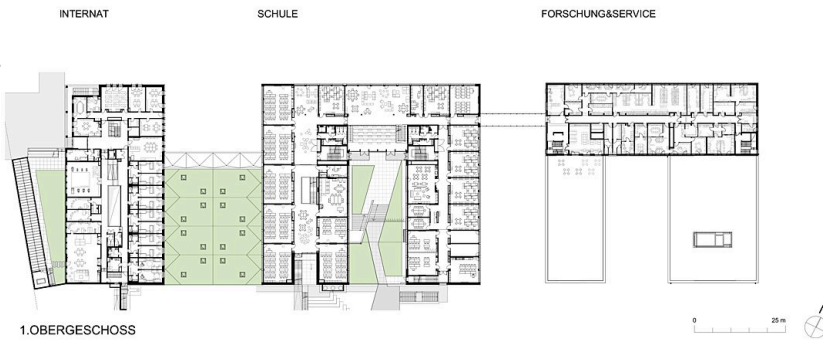 INTERNAT
SCHULE
FORSCHUNG&SERVICE
1.OBERGESCHOSS
0
25 m